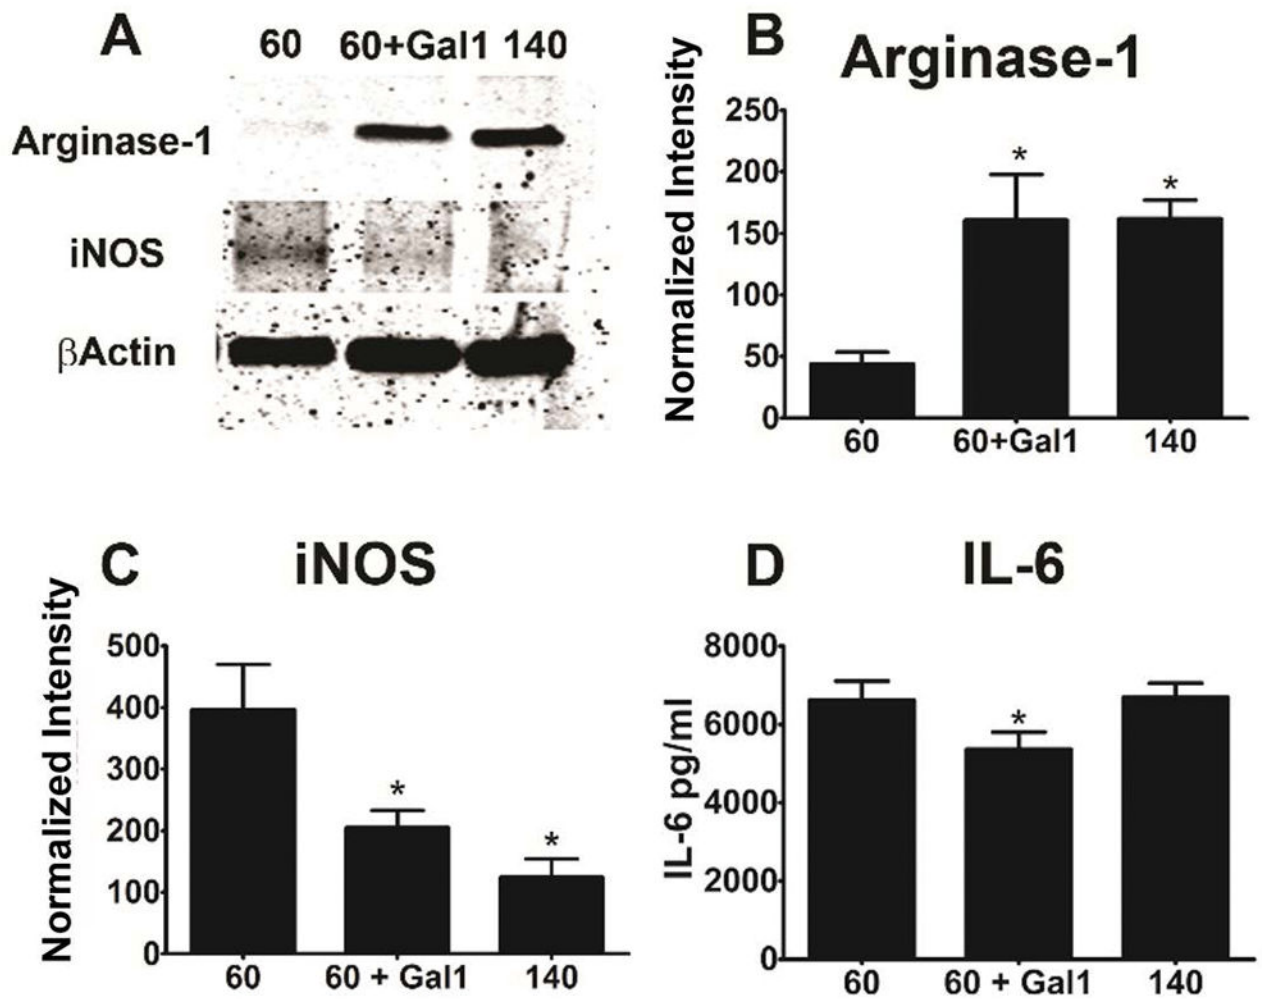 A
60 60+Gal1 140
Arginase-1
iNOS
βActin
B
Arginase-1
Normalized Intensity
250
200
150
100
50
0
*
*
60 60+Gal1 140
C
iNOS
Normalized Intensity
500
400
300
200
100
0
*
*
60 60 + Gal1 140
D
IL-6
IL-6 pg/ml
8000
6000
4000
2000
0
*
60 60 + Gal1 140